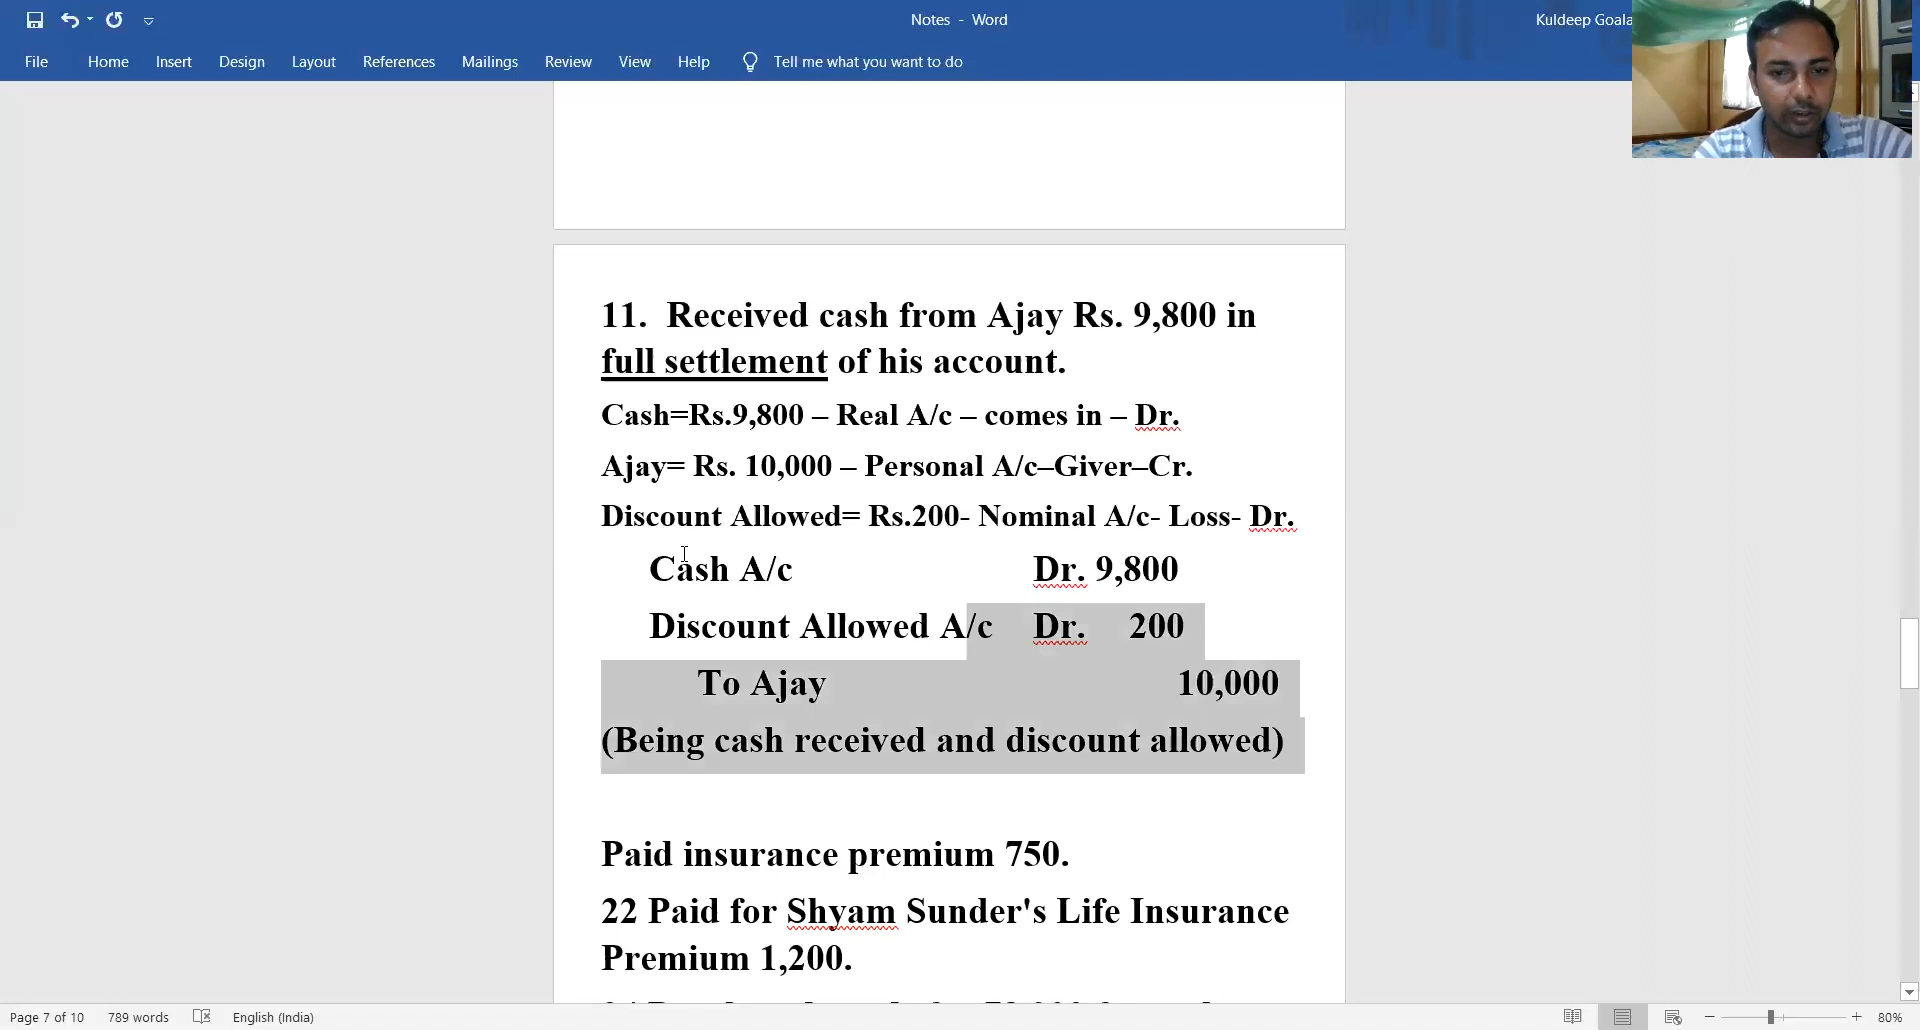 Notes - Word
Kuldeep Goala
File Home Insert Design Layout References Mailings Review View Help Tell me what you want to do
11. Received cash from Ajay Rs. 9,800 in
full settlement of his account.
Cash=Rs.9,800 – Real A/c – comes in – Dr.
Ajay= Rs. 10,000 – Personal A/c–Giver–Cr.
Discount Allowed= Rs.200- Nominal A/c- Loss- Dr.
Cash A/c Dr. 9,800
Discount Allowed A/c Dr. 200
To Ajay 10,000
(Being cash received and discount allowed)
Paid insurance premium 750.
22 Paid for Shyam Sunder's Life Insurance
Premium 1,200.
Page 7 of 10 789 words English (India) 80%